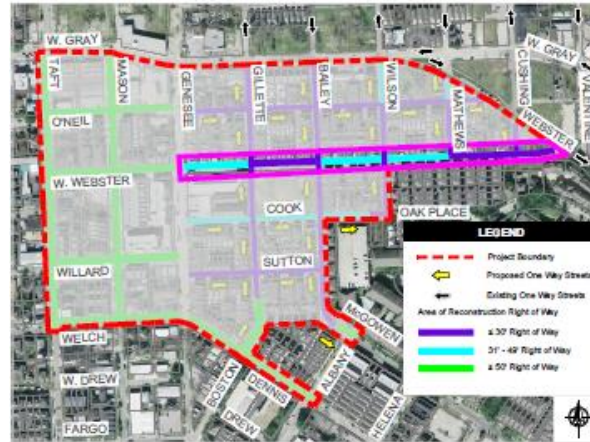 W. GRAY
TAFT
MASON
GENESEE
GILLETTE
BAILEY
WILSON
MATHEWS
CUSHING
W. GRAY
VALENTINE
WEBSTER
O'NEIL
W. WEBSTER
COOK
OAK PLACE
SUTTON
WILLARD
McGOWEN
WELCH
ALBANY
BOSTON
DENNIS
W. DREW
DREW
HELENA
FARGO
LEGEND
Project Boundary
Proposed One Way Streets
Existing One Way Streets
Area of Reconstruction Right of Way
≤ 30' Right of Way
31' - 49' Right of Way
≥ 50' Right of Way